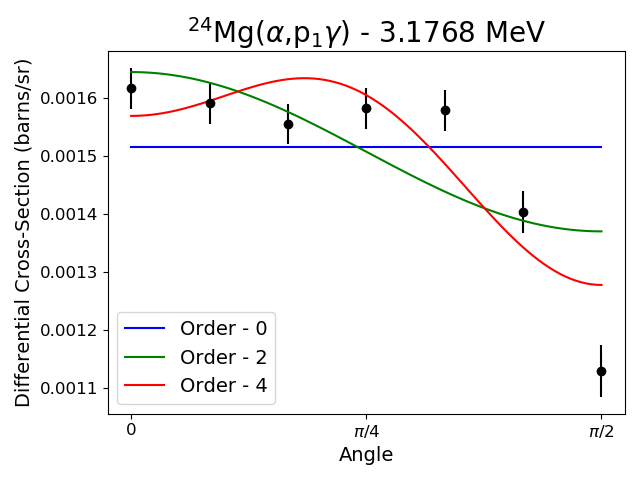 ²⁴Mg(α,p₁γ) - 3.1768 MeV
Differential Cross-Section (barns/sr)
0.0016
0.0015
0.0014
0.0013
0.0012
0.0011
Order - 0
Order - 2
Order - 4
0
π/4
π/2
Angle